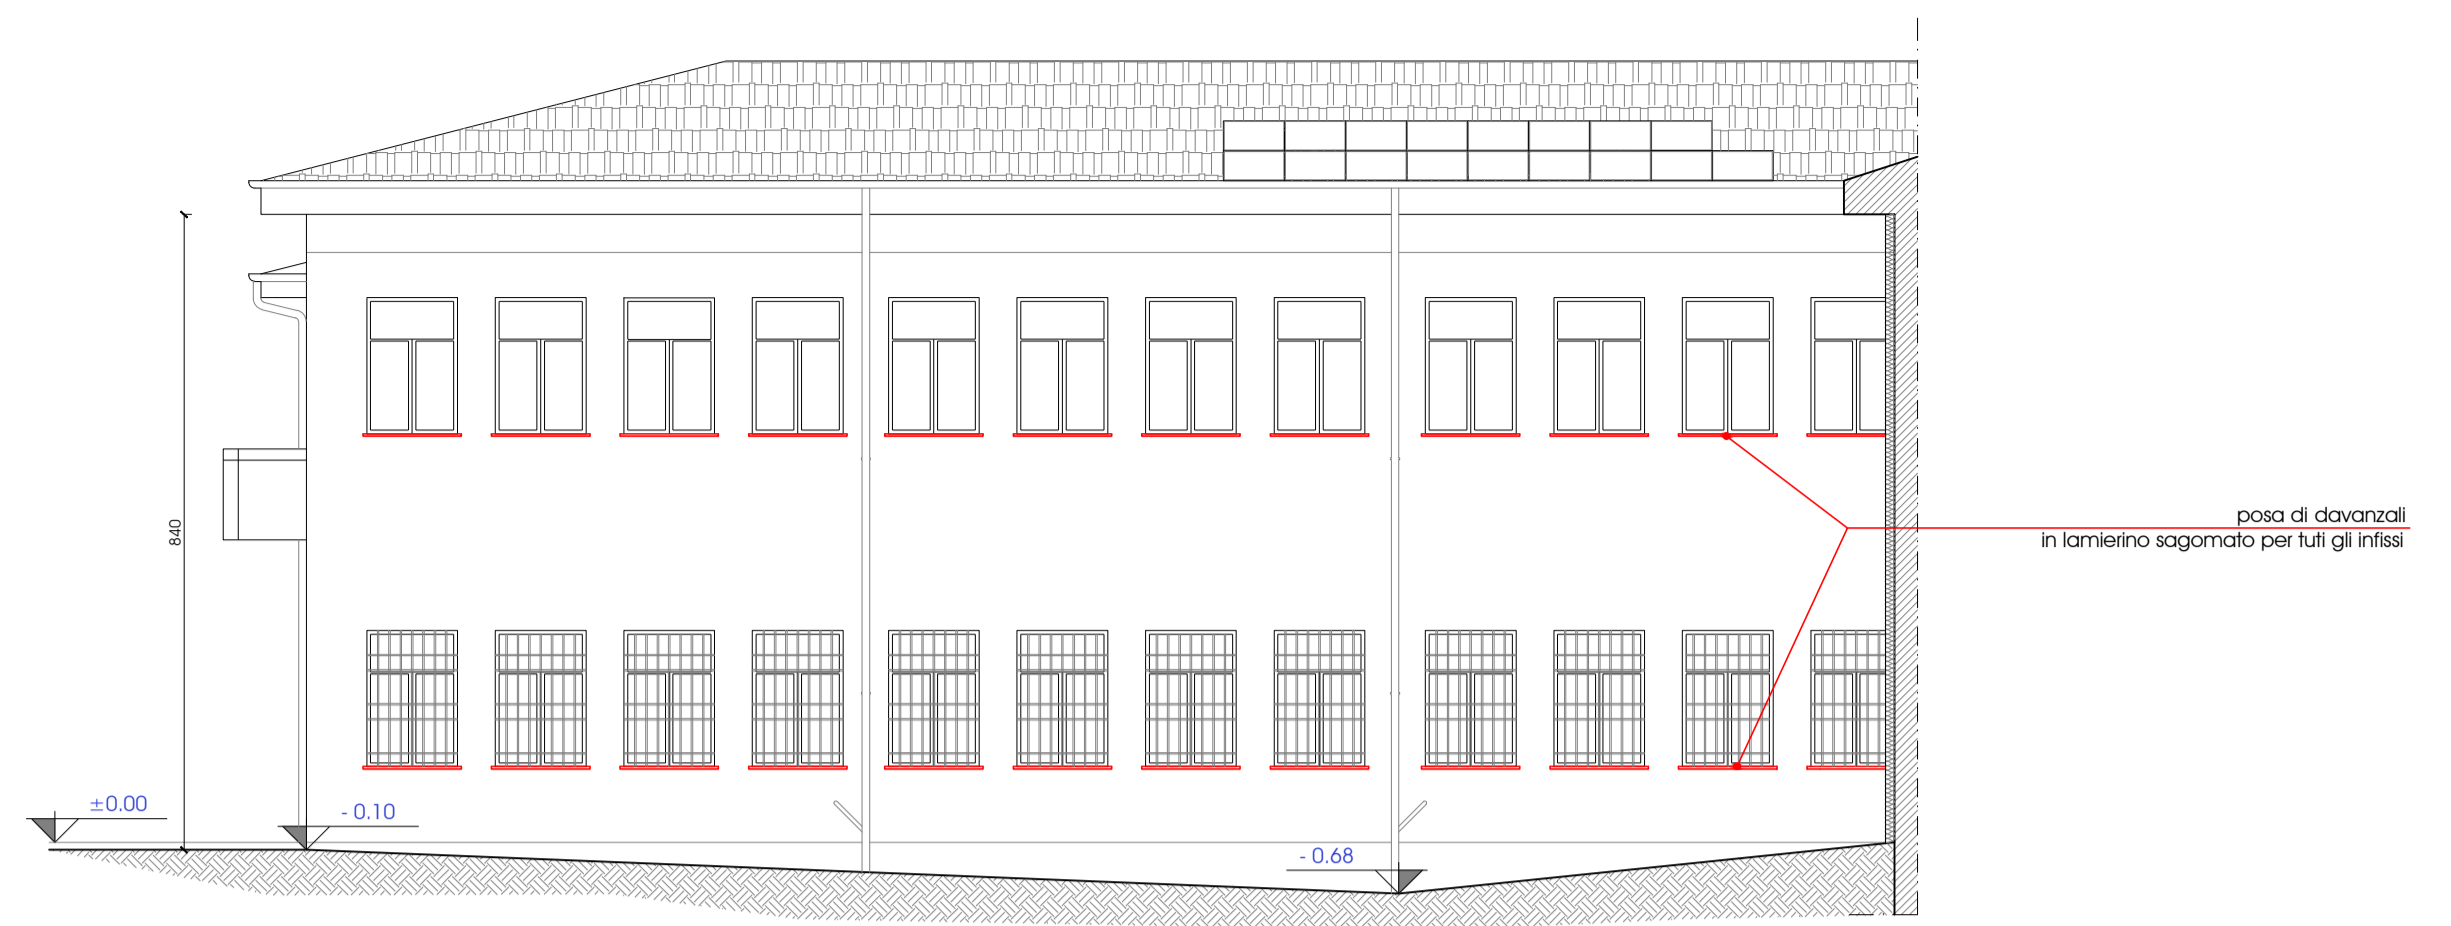 840
±0.00
- 0.10
- 0.68
posa di davanzali
in lamierino sagomato per tuti gli infissi